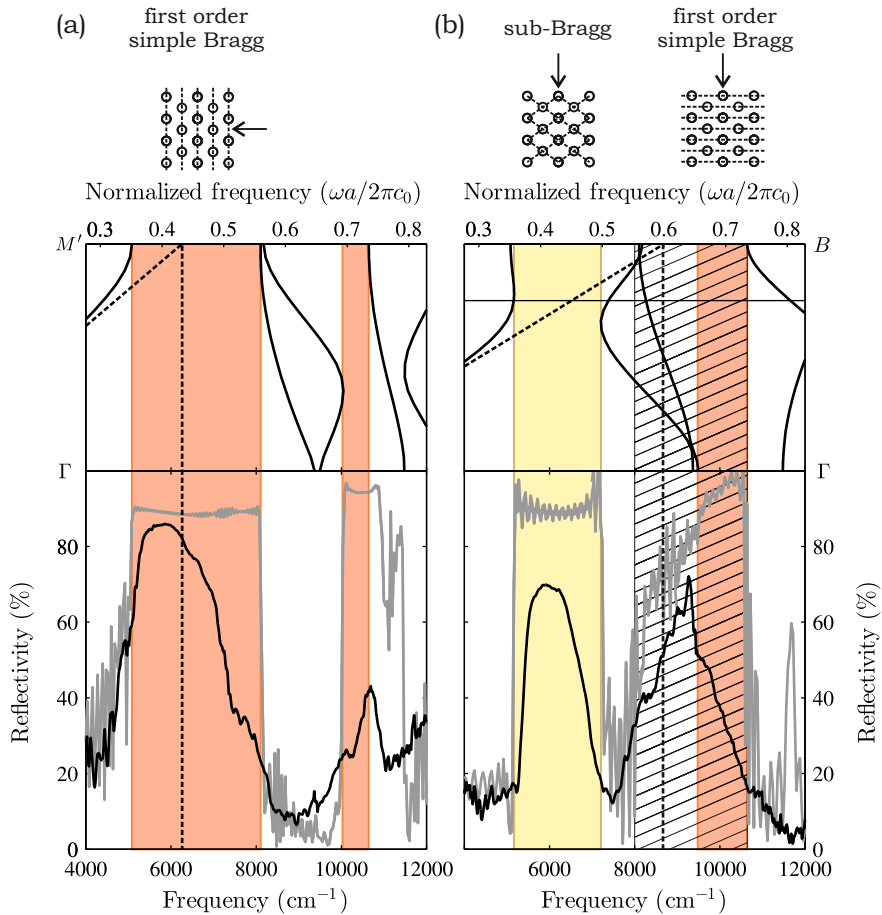 (a)
first order
simple Bragg
(b)
sub-Bragg
first order
simple Bragg
Normalized frequency (ωa/2πc₀)
0.3 0.4 0.5 0.6 0.7 0.8
M′
Γ
80
60
40
20
0
Reflectivity (%)
4000 6000 8000 10000 12000
Frequency (cm⁻¹)
Normalized frequency (ωa/2πc₀)
0.3 0.4 0.5 0.6 0.7 0.8
B
Γ
80
60
40
20
0
Reflectivity (%)
6000 8000 10000 12000
Frequency (cm⁻¹)